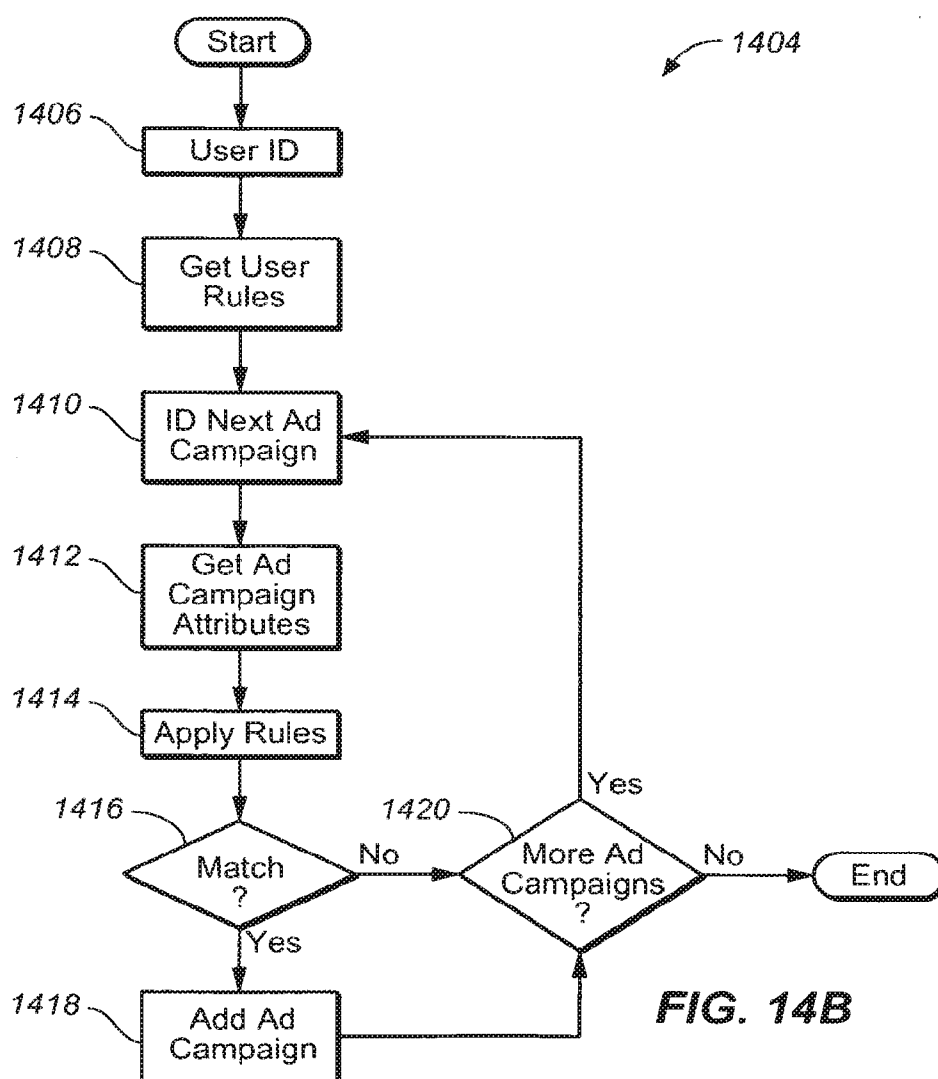 Start
1404
1406
User ID
1408
Get User
Rules
1410
ID Next Ad
Campaign
1412
Get Ad
Campaign
Attributes
1414
Apply Rules
1416
Match
?
No
Yes
1420
More Ad
Campaigns
?
Yes
No
End
1418
Add Ad
Campaign
FIG. 14B